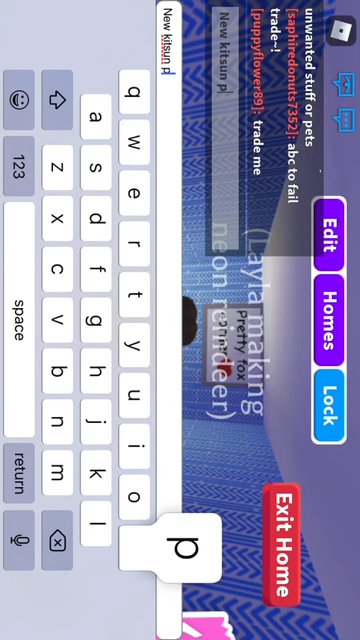 unwanted stuff or pets
[saphiredonuts7352]: abc to fail
trade~!
[puppyflower89]: trade me
New kitsun p
Edit
Homes
Lock
(Layla making
neon reindeer)
Pretty fox
Exit Home
New kitsun p
q w e r t y u i o p
a s d f g h j k l
z x c v b n m
123
space
return